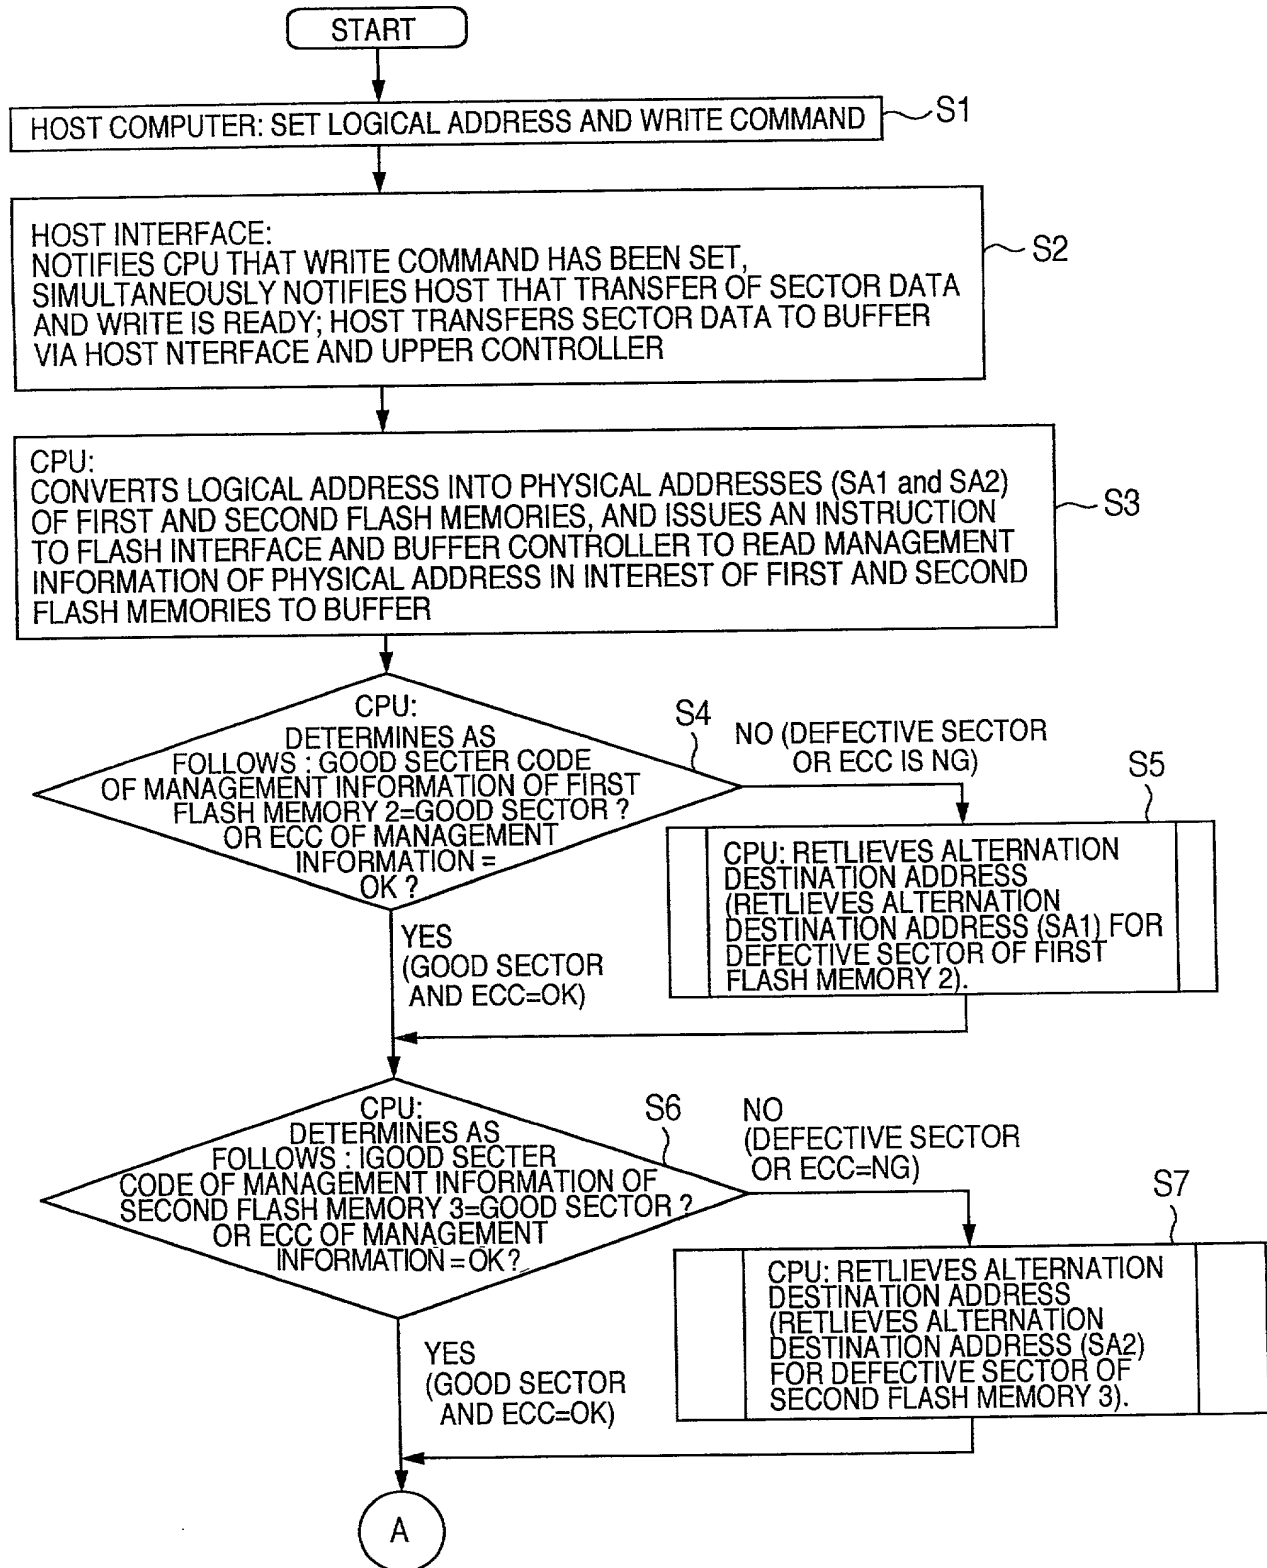 START
HOST COMPUTER: SET LOGICAL ADDRESS AND WRITE COMMAND
S1
HOST INTERFACE:
NOTIFIES CPU THAT WRITE COMMAND HAS BEEN SET,
SIMULTANEOUSLY NOTIFIES HOST THAT TRANSFER OF SECTOR DATA
AND WRITE IS READY; HOST TRANSFERS SECTOR DATA TO BUFFER
VIA HOST NTERFACE AND UPPER CONTROLLER
S2
CPU:
CONVERTS LOGICAL ADDRESS INTO PHYSICAL ADDRESSES (SA1 and SA2)
OF FIRST AND SECOND FLASH MEMORIES, AND ISSUES AN INSTRUCTION
TO FLASH INTERFACE AND BUFFER CONTROLLER TO READ MANAGEMENT
INFORMATION OF PHYSICAL ADDRESS IN INTEREST OF FIRST AND SECOND
FLASH MEMORIES TO BUFFER
S3
CPU:
DETERMINES AS
FOLLOWS : GOOD SECTER CODE
OF MANAGEMENT INFORMATION OF FIRST
FLASH MEMORY 2=GOOD SECTOR ?
OR ECC OF MANAGEMENT
INFORMATION =
OK ?
S4
NO (DEFECTIVE SECTOR
OR ECC IS NG)
S5
CPU: RETLIEVES ALTERNATION
DESTINATION ADDRESS
(RETLIEVES ALTERNATION
DESTINATION ADDRESS (SA1) FOR
DEFECTIVE SECTOR OF FIRST
FLASH MEMORY 2).
YES
(GOOD SECTOR
AND ECC=OK)
CPU:
DETERMINES AS
FOLLOWS : IGOOD SECTER
CODE OF MANAGEMENT INFORMATION OF
SECOND FLASH MEMORY 3=GOOD SECTOR ?
OR ECC OF MANAGEMENT
INFORMATION = OK?
S6
NO
(DEFECTIVE SECTOR
OR ECC=NG)
S7
CPU: RETLIEVES ALTERNATION
DESTINATION ADDRESS
(RETLIEVES ALTERNATION
DESTINATION ADDRESS (SA2)
FOR DEFECTIVE SECTOR OF
SECOND FLASH MEMORY 3).
YES
(GOOD SECTOR
AND ECC=OK)
A